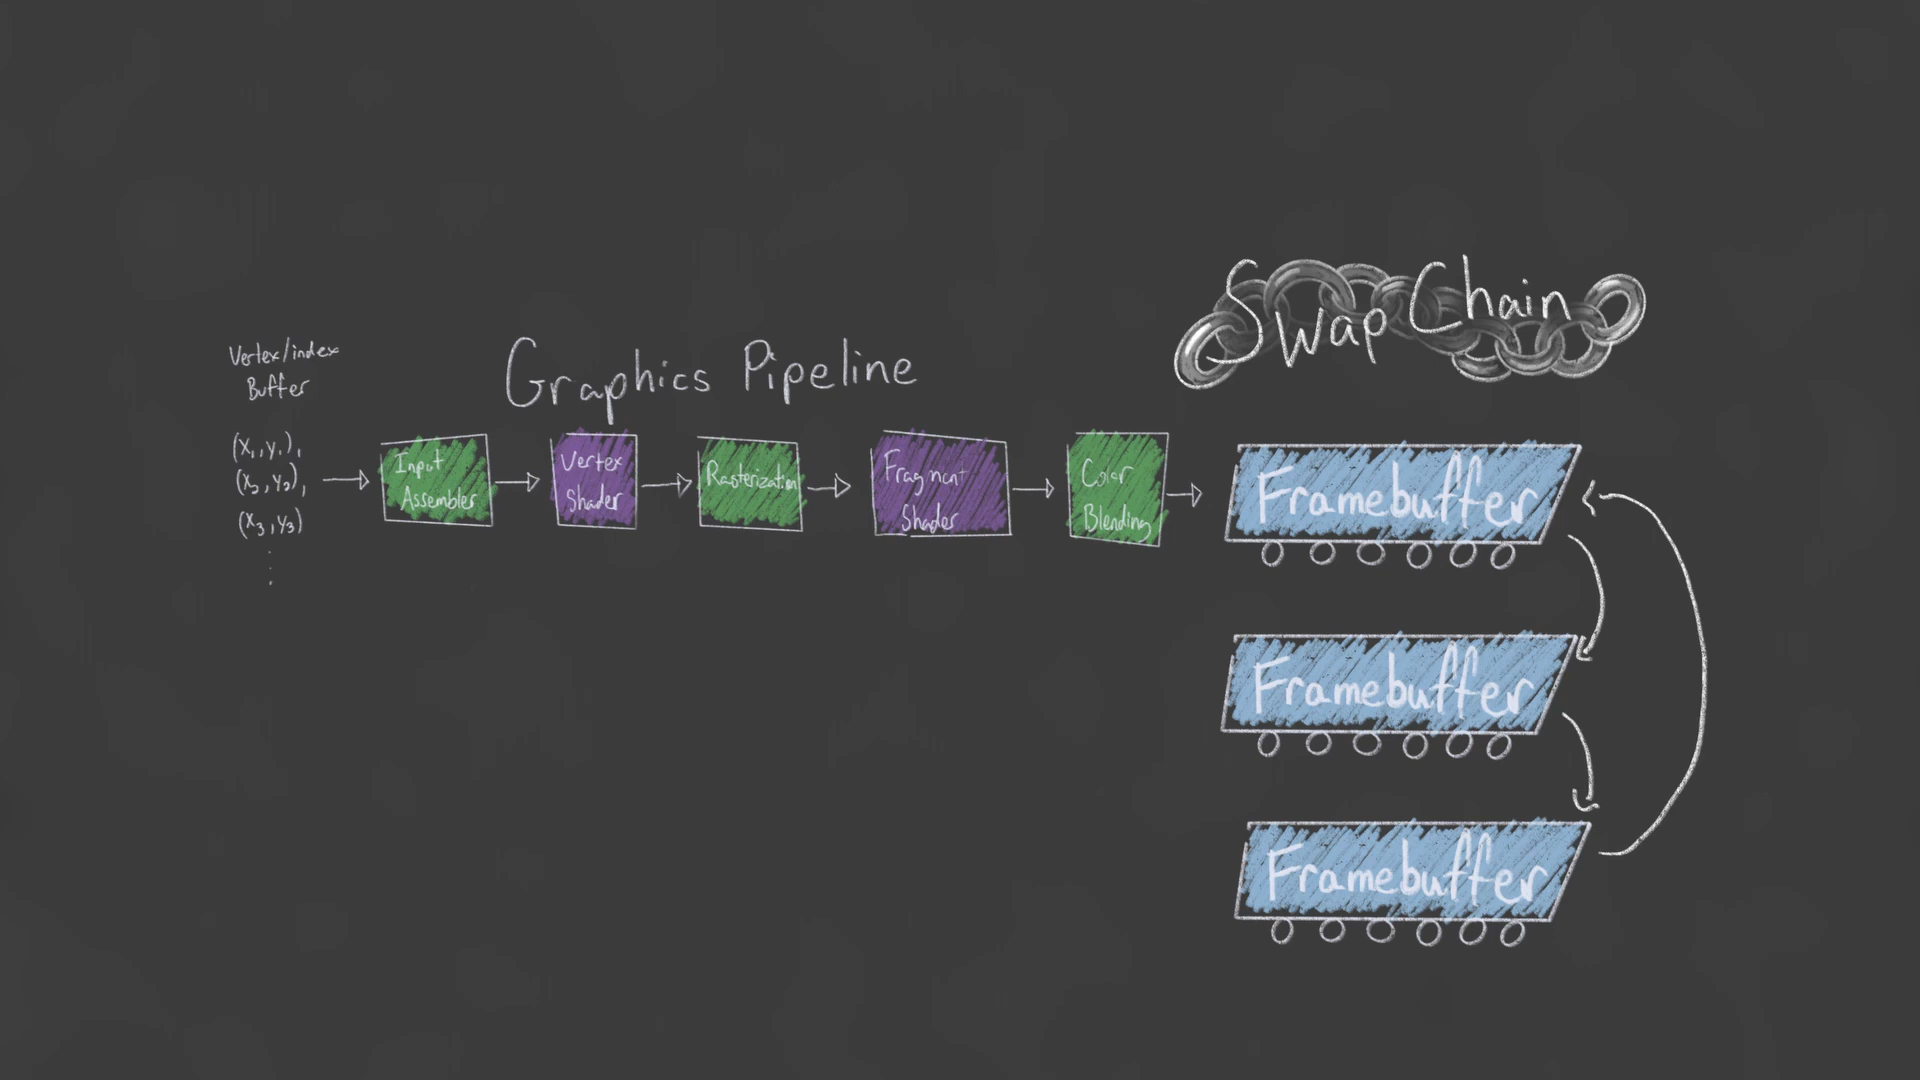 Swap Chain
Graphics Pipeline
Vertex/index
Buffer
(x₁, y₁),
(x₂, y₂),
(x₃, y₃)
⋮
Input
Assembler
Vertex
Shader
Rasterization
Fragment
Shader
Color
Blending
Framebuffer
Framebuffer
Framebuffer